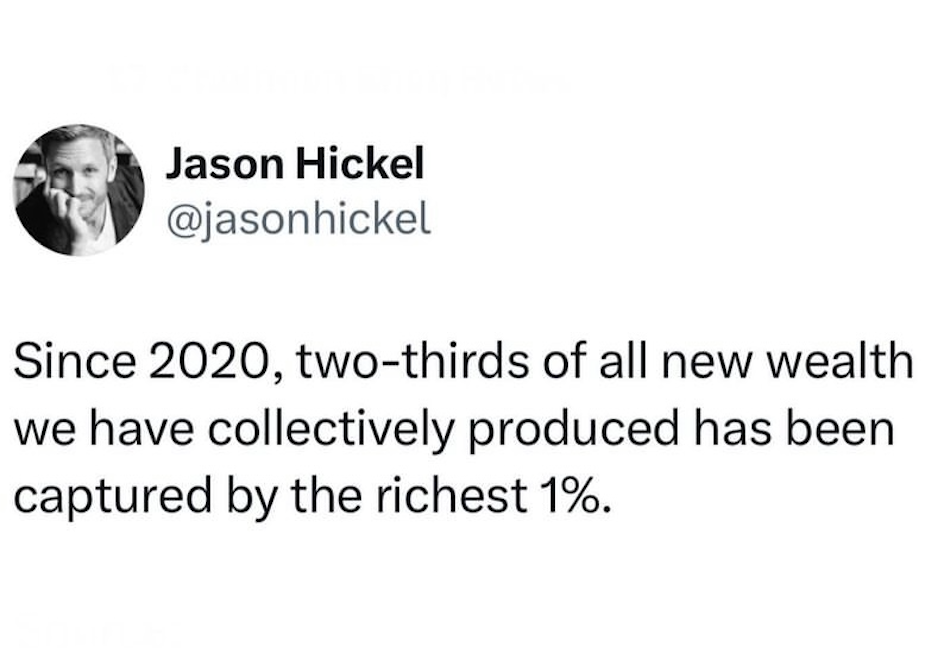 Jason Hickel
@jasonhickel
Since 2020, two-thirds of all new wealth
we have collectively produced has been
captured by the richest 1%.